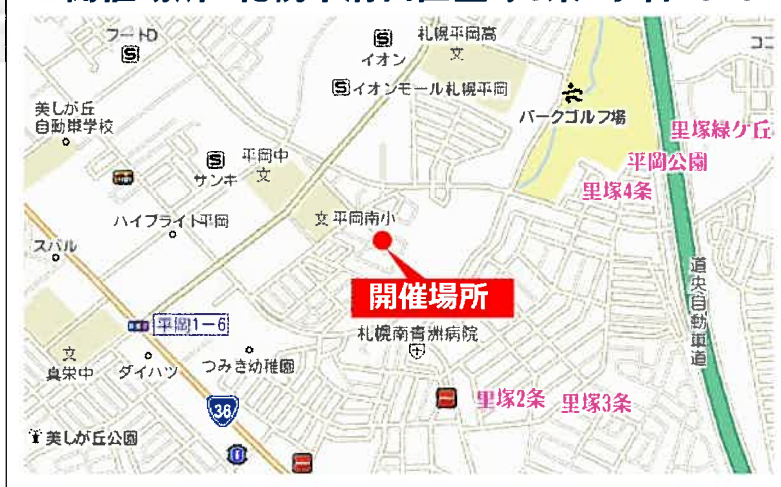 フードD
S
S
イオン
札幌平岡高
文
Sイオンモール札幌平岡
美しが丘
自動車学校
パークゴルフ場
里塚緑ケ丘
平岡公園
里塚4条
S
サンキ
平岡中
文
ハイブライト平岡
文 平岡南小
スバル
開催場所
道央自動車道
平岡1-6
札幌南青洲病院
文
真栄中
ダイハツ
つみき幼稚園
里塚2条
里塚3条
美しが丘公園